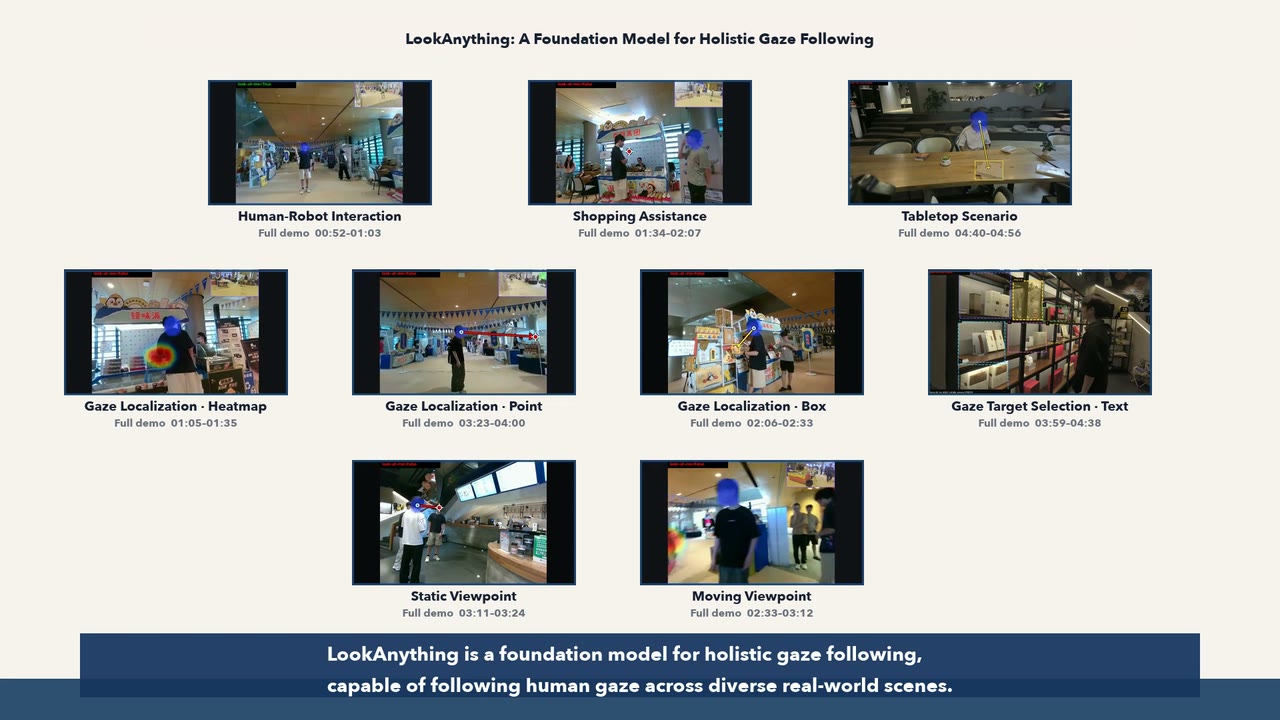 LookAnything: A Foundation Model for Holistic Gaze Following
Human-Robot Interaction
Full demo 00:52–01:03
Shopping Assistance
Full demo 01:34–02:07
Tabletop Scenario
Full demo 04:40–04:56
Gaze Localization · Heatmap
Full demo 01:05–01:35
Gaze Localization · Point
Full demo 03:23–04:00
Gaze Localization · Box
Full demo 02:06–02:33
Gaze Target Selection · Text
Full demo 03:59–04:38
Static Viewpoint
Full demo 03:11–03:24
Moving Viewpoint
Full demo 02:33–03:12
LookAnything is a foundation model for holistic gaze following,
capable of following human gaze across diverse real-world scenes.